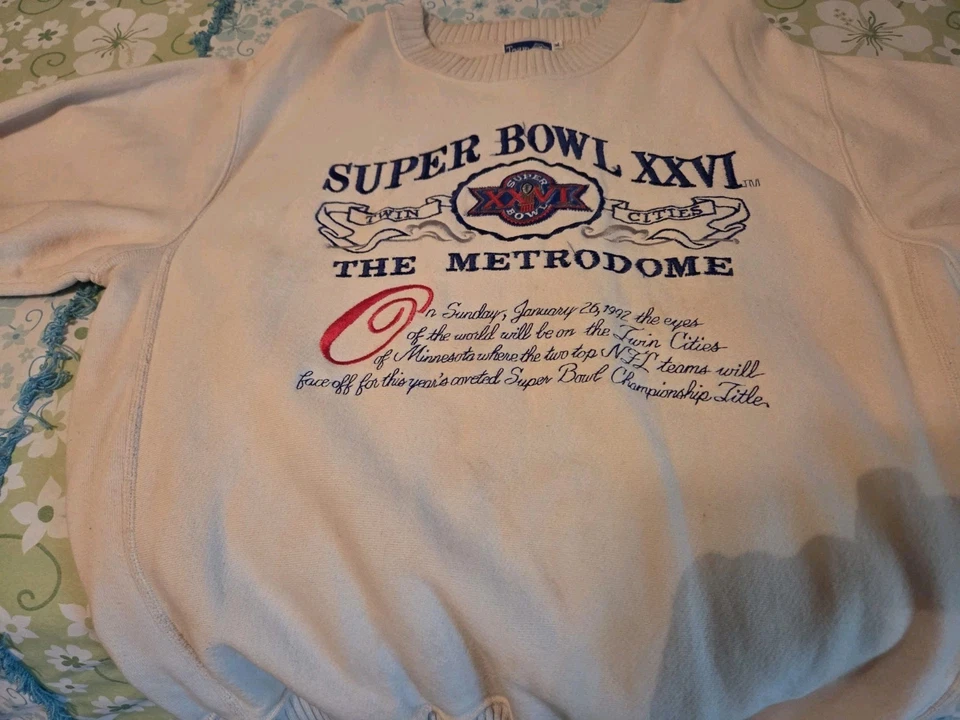 SUPER BOWL XXVI TM
SUPER
TWIN XXVI CITIES
BOWL
THE METRODOME
On Sunday, January 26, 1992 the eyes
of the world will be on the Twin Cities
of Minnesota where the two top NFL teams will
face off for this year's coveted Super Bowl Championship Title.